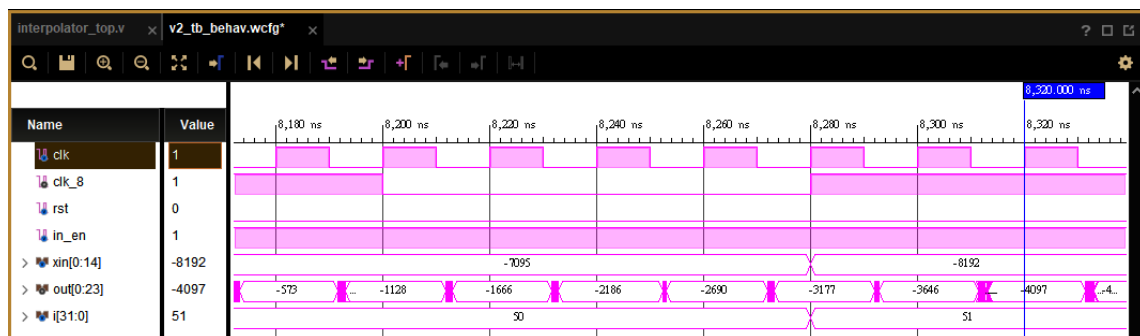 interpolator_top.v × v2_tb_behav.wcfg* ×
8,320.000 ns
Name Value 8,180 ns 8,200 ns 8,220 ns 8,240 ns 8,260 ns 8,280 ns 8,300 ns 8,320 ns
clk 1
clk_8 1
rst 0
in_en 1
xin[0:14] -8192 -7095 -8192
out[0:23] -4097 -573 ... -1128 -1666 -2186 -2690 -3177 -3646 -4097 ...-4...
i[31:0] 51 50 51